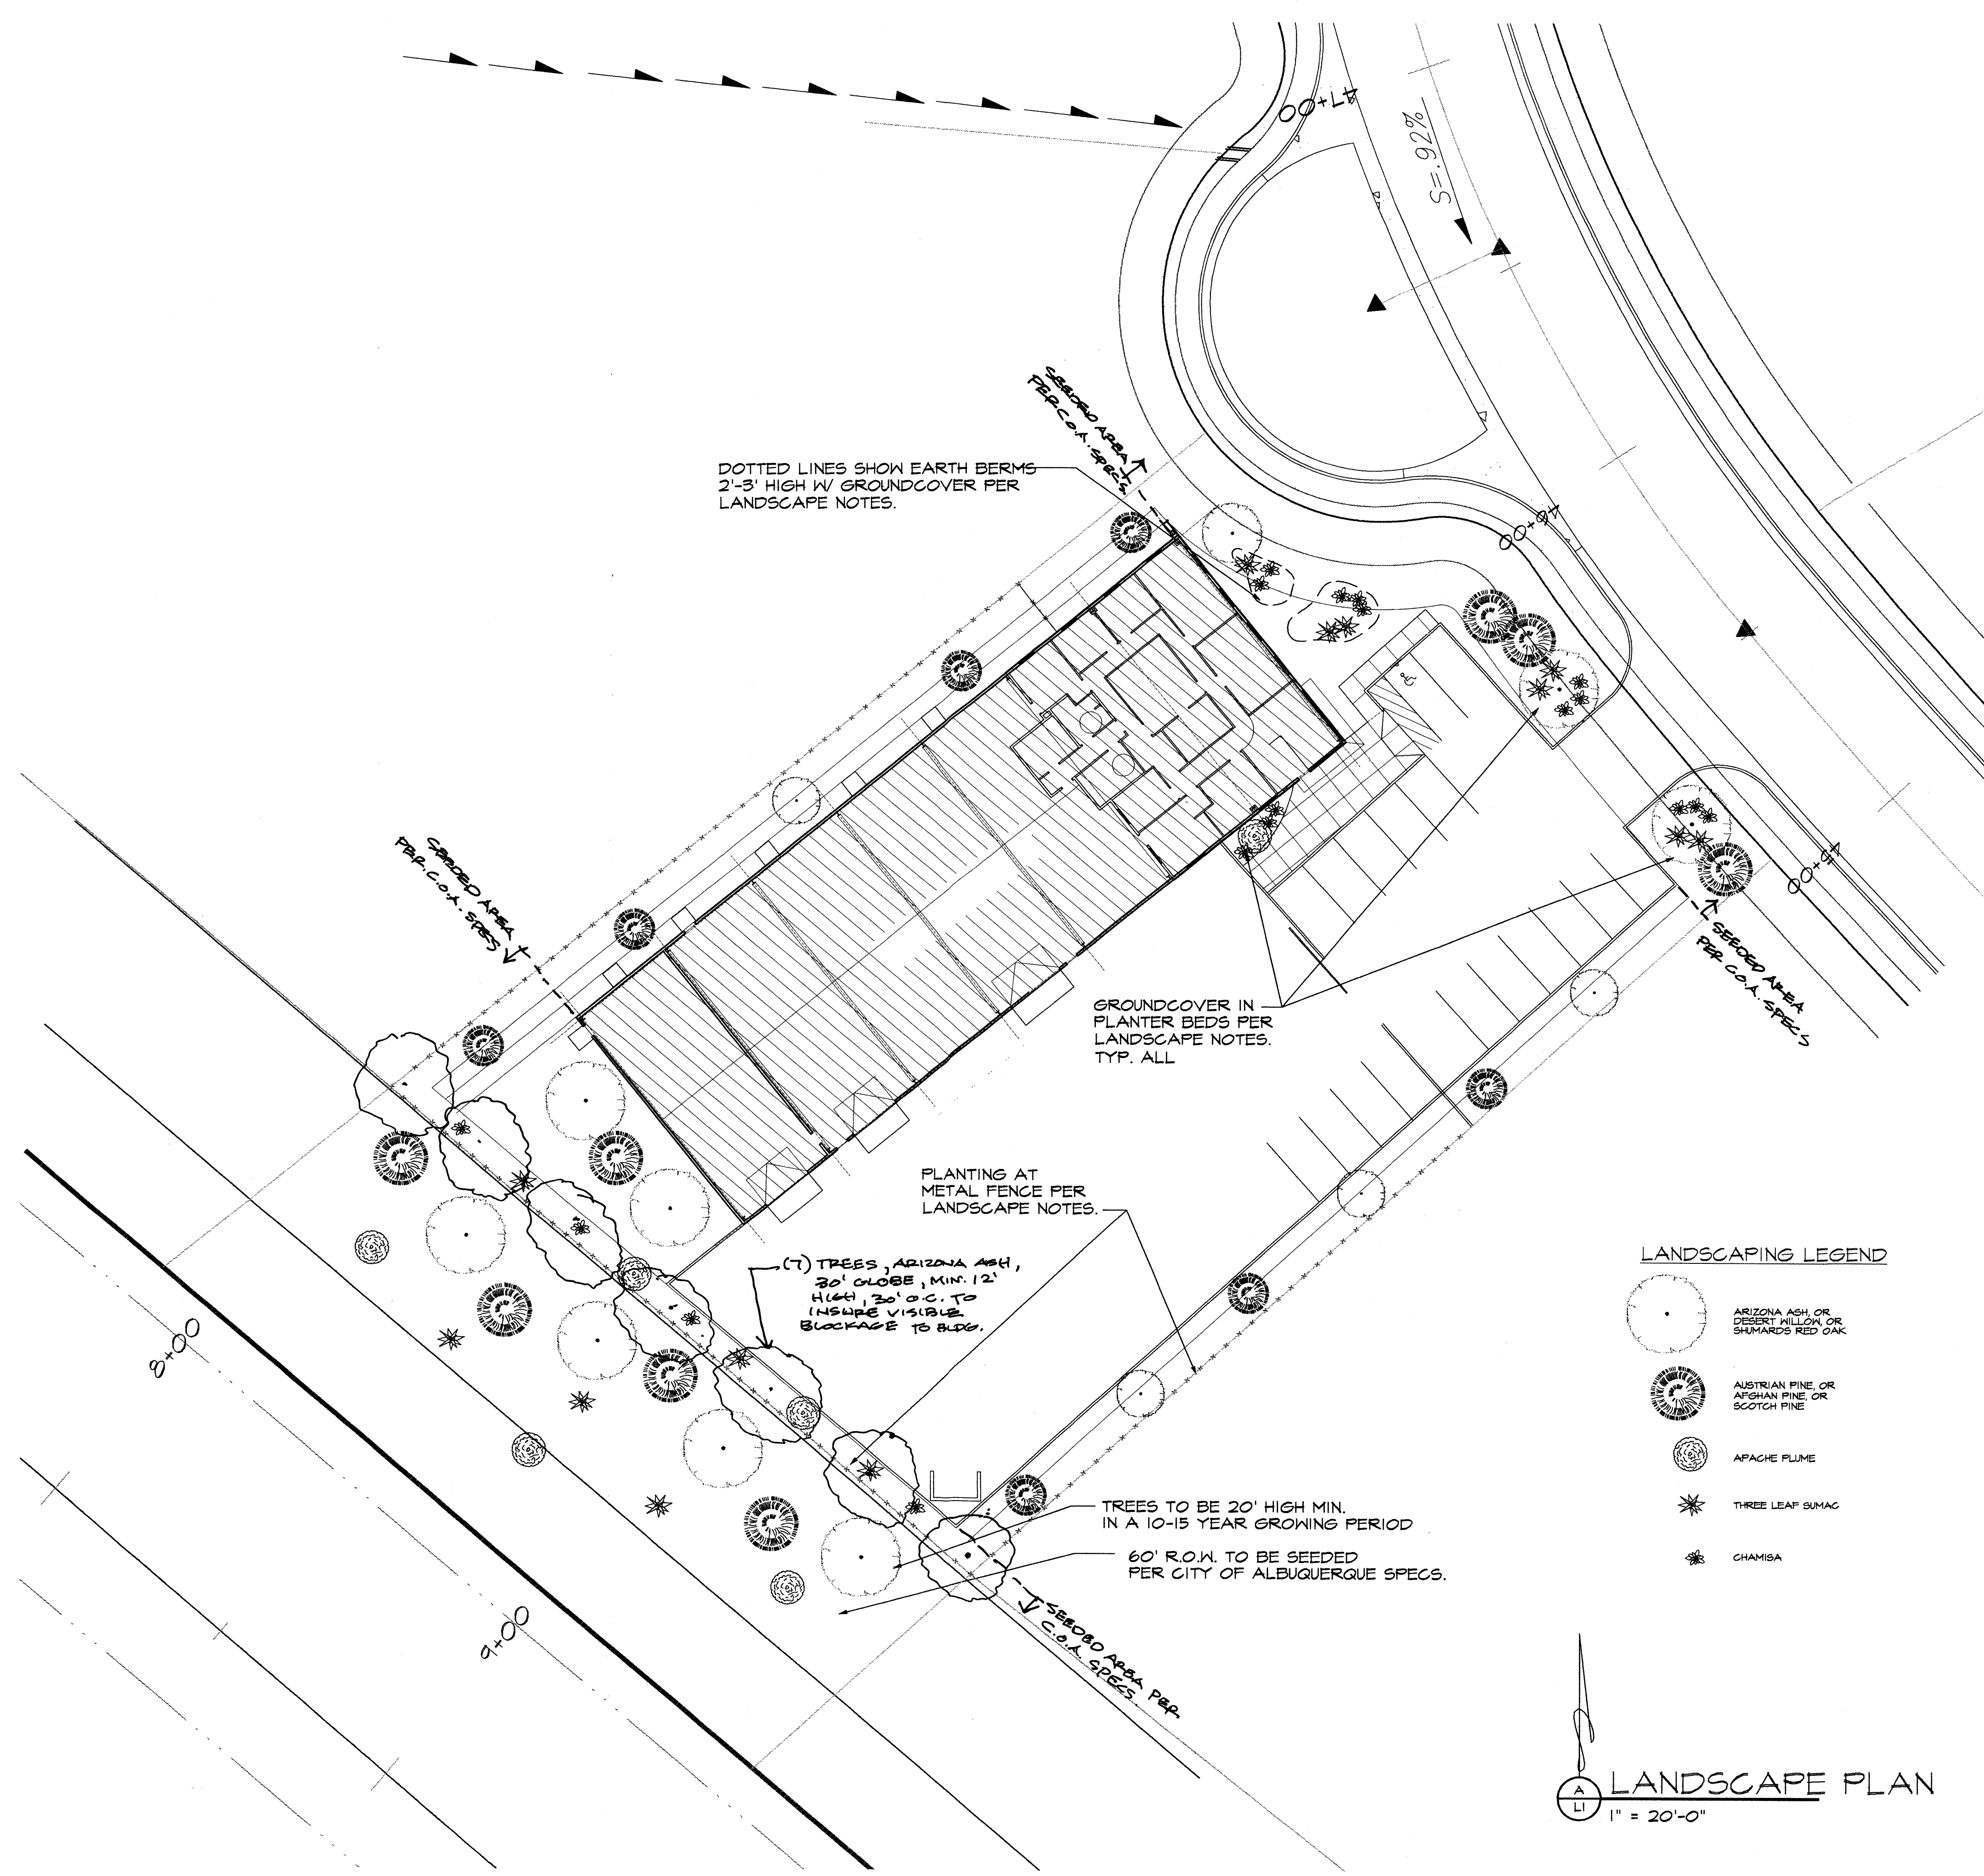 47+00
S=.92%
SEEDED AREA
PER C.O.A. SPECS
DOTTED LINES SHOW EARTH BERMS
2'-3' HIGH W/ GROUNDCOVER PER
LANDSCAPE NOTES.
46+00
SEEDED AREA
PER C.O.A. SPECS
45+00
SEEDED AREA
PER C.O.A. SPECS
GROUNDCOVER IN
PLANTER BEDS PER
LANDSCAPE NOTES.
TYP. ALL
PLANTING AT
METAL FENCE PER
LANDSCAPE NOTES.
(7) TREES, ARIZONA ASH,
30' GLOBE, MIN. 12'
HIGH, 30' O.C. TO
INSURE VISIBLE
BLOCKAGE TO BLDG.
8+00
9+00
TREES TO BE 20' HIGH MIN.
IN A 10-15 YEAR GROWING PERIOD
60' R.O.W. TO BE SEEDED
PER CITY OF ALBUQUERQUE SPECS.
SEEDED AREA PER
C.O.A. SPECS.
LANDSCAPING LEGEND
ARIZONA ASH, OR
DESERT WILLOW, OR
SHUMARDS RED OAK
AUSTRIAN PINE, OR
AFGHAN PINE, OR
SCOTCH PINE
APACHE PLUME
THREE LEAF SUMAC
CHAMISA
A
L1
LANDSCAPE PLAN
1" = 20'-0"